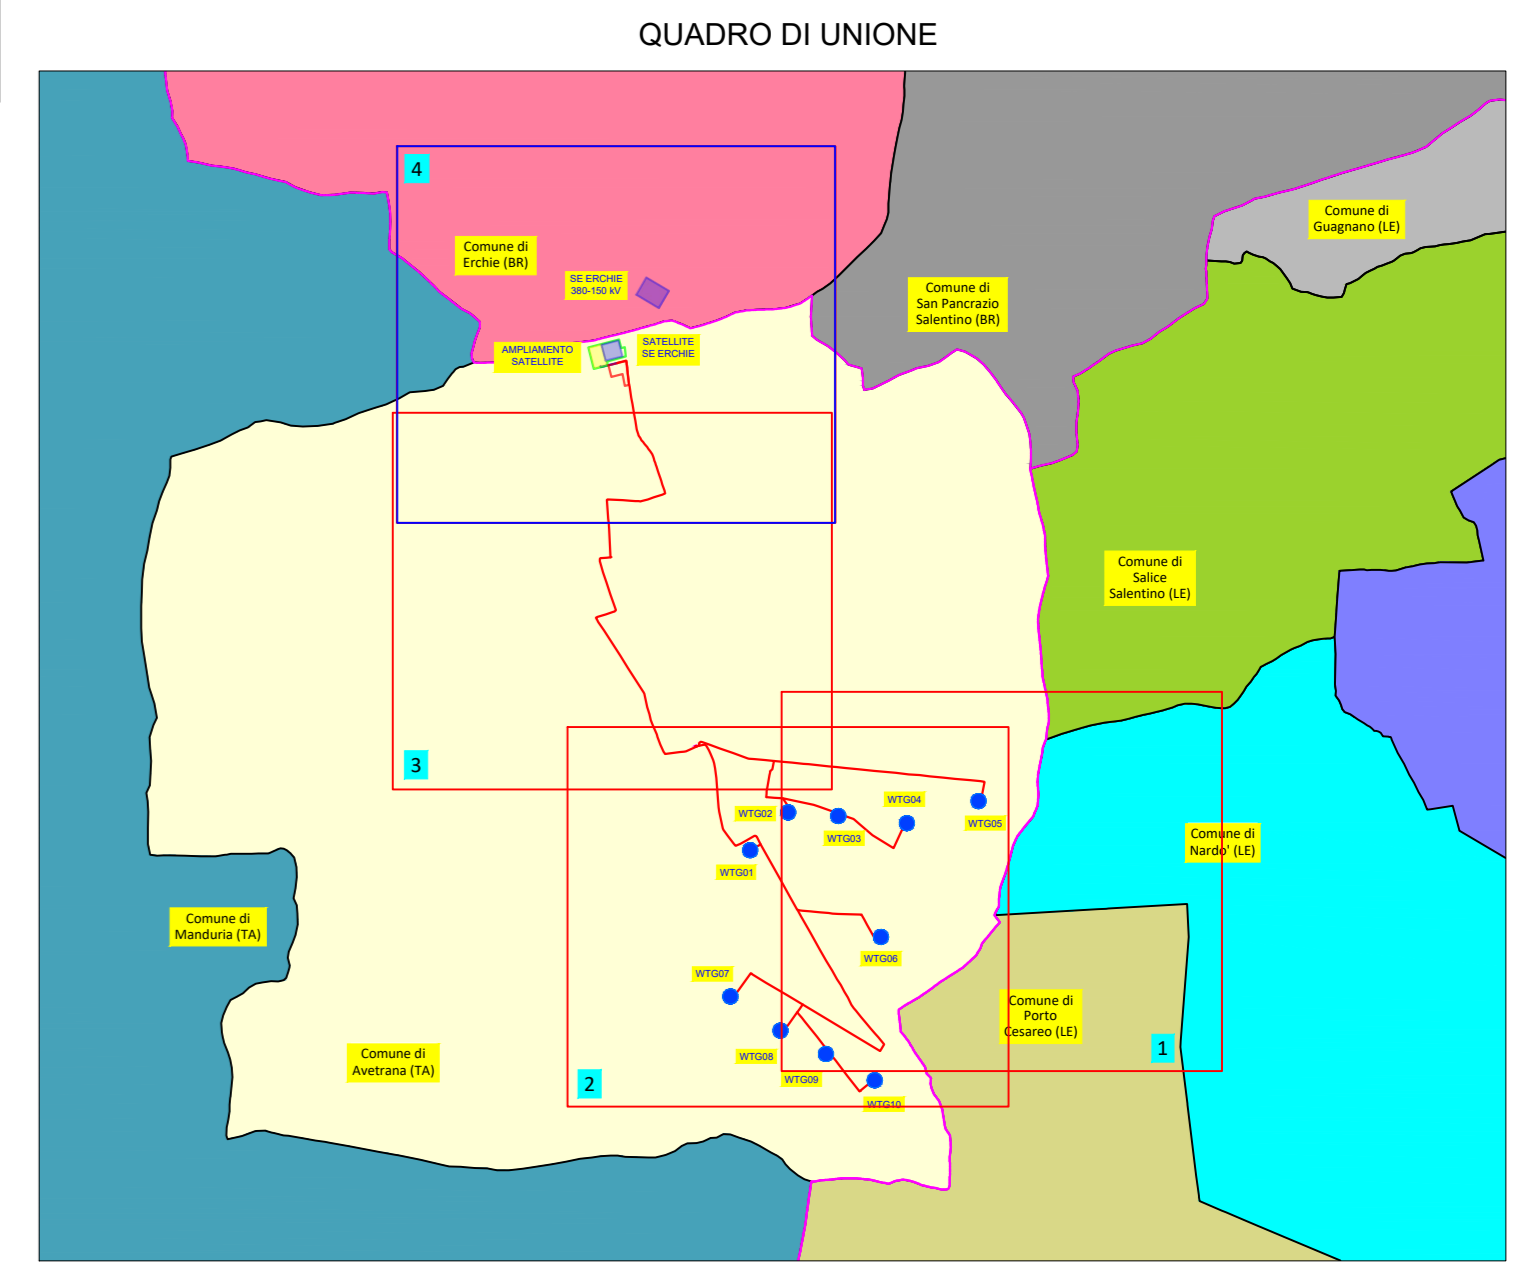 QUADRO DI UNIONE
4
Comune di
Guagnano (LE)
Comune di
Erchie (BR)
SE ERCHIE
380-150 kV
Comune di
San Pancrazio
Salentino (BR)
AMPLIAMENTO
SATELLITE
SATELLITE
SE ERCHIE
Comune di
Salice
Salentino (LE)
3
WTG02
WTG04
WTG03
WTG05
Comune di
Nardo' (LE)
WTG01
Comune di
Manduria (TA)
WTG06
WTG07
Comune di
Porto
Cesareo (LE)
1
WTG08
Comune di
Avetrana (TA)
2
WTG09
WTG10